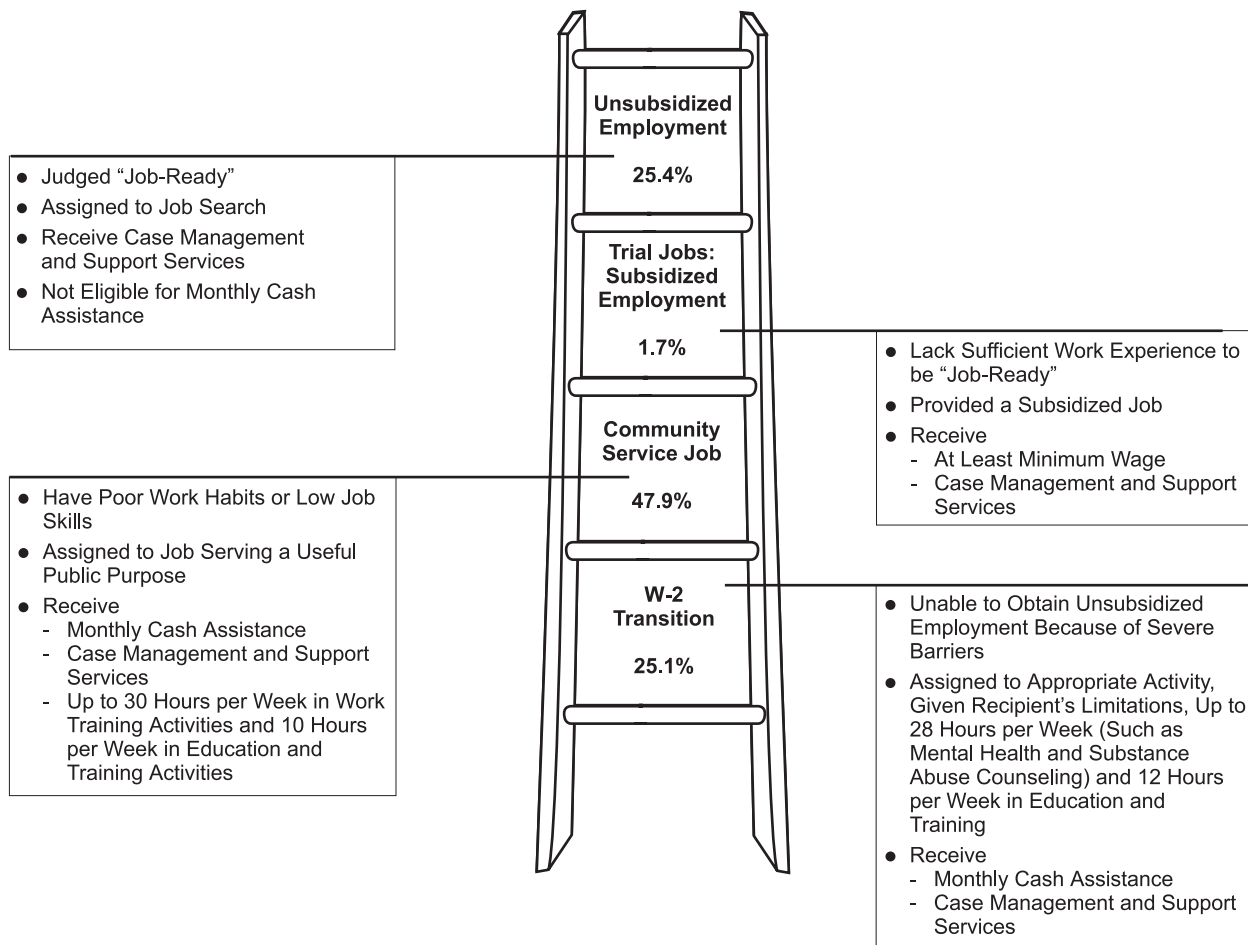 Unsubsidized
Employment
25.4%
● Judged “Job-Ready”
● Assigned to Job Search
● Receive Case Management
and Support Services
● Not Eligible for Monthly Cash
Assistance
Trial Jobs:
Subsidized
Employment
1.7%
● Lack Sufficient Work Experience to
be “Job-Ready”
● Provided a Subsidized Job
● Receive
- At Least Minimum Wage
- Case Management and Support
Services
Community
Service Job
47.9%
● Have Poor Work Habits or Low Job
Skills
● Assigned to Job Serving a Useful
Public Purpose
● Receive
- Monthly Cash Assistance
- Case Management and Support
Services
- Up to 30 Hours per Week in Work
Training Activities and 10 Hours
per Week in Education and
Training Activities
W-2
Transition
25.1%
● Unable to Obtain Unsubsidized
Employment Because of Severe
Barriers
● Assigned to Appropriate Activity,
Given Recipient’s Limitations, Up to
28 Hours per Week (Such as
Mental Health and Substance
Abuse Counseling) and 12 Hours
per Week in Education and
Training
● Receive
- Monthly Cash Assistance
- Case Management and Support
Services